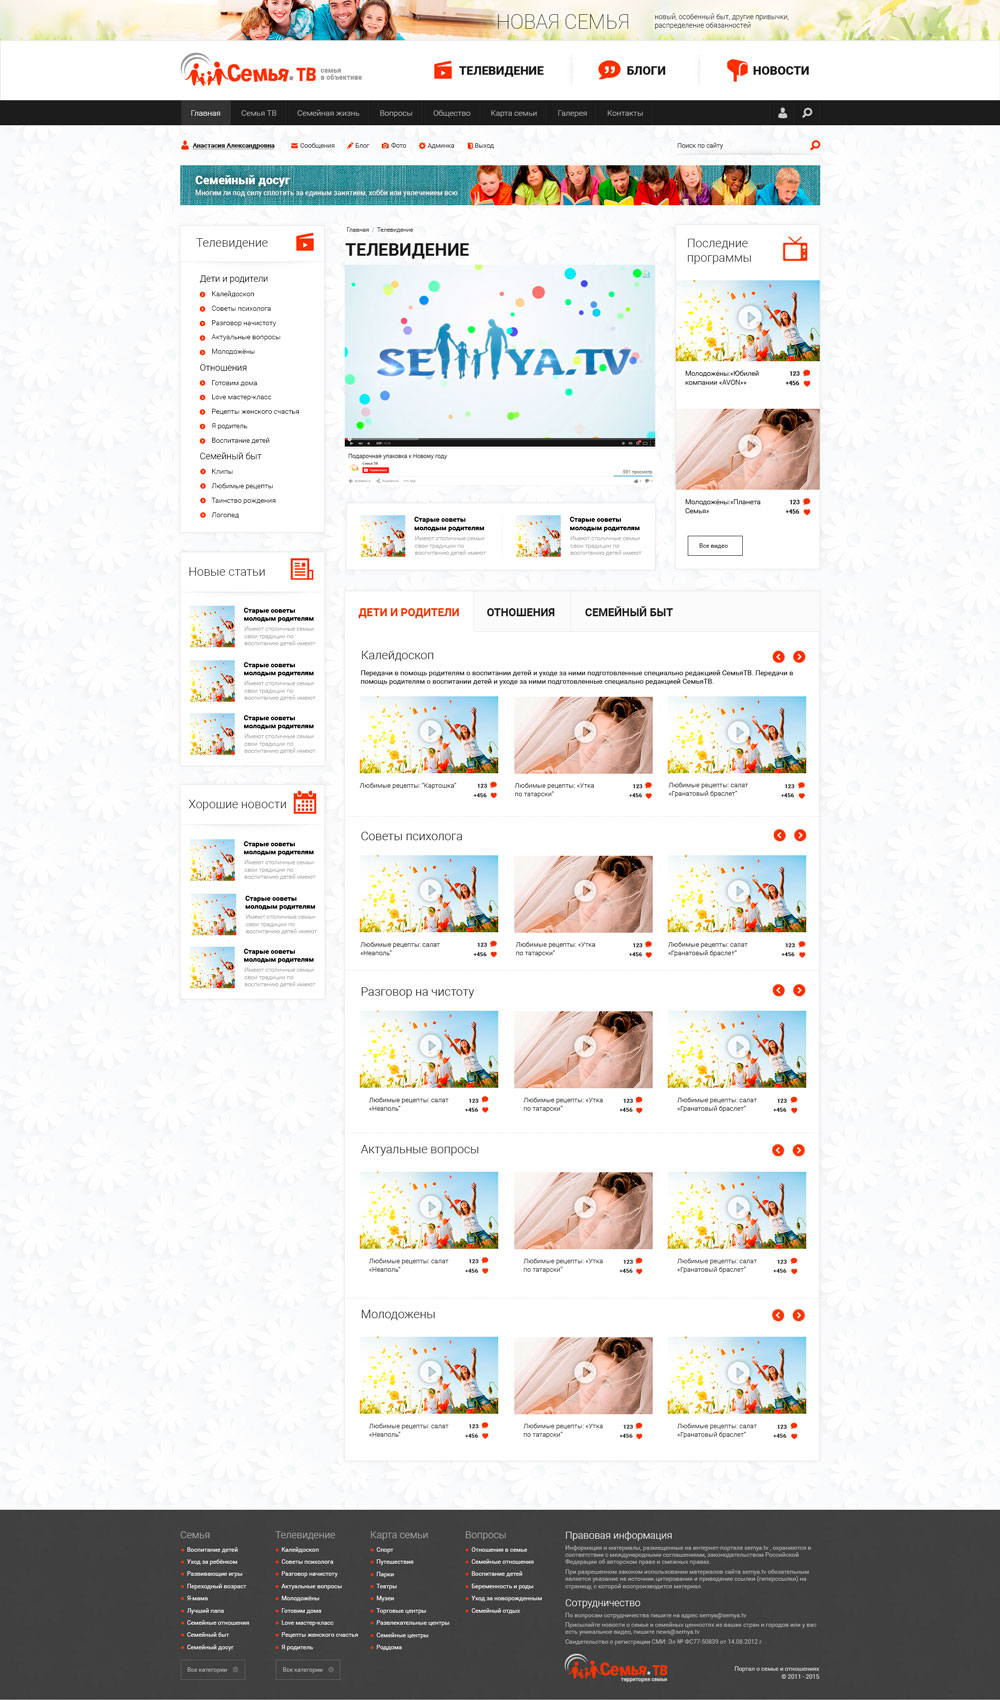 НОВАЯ СЕМЬЯ
новый, особенный быт, другие привычки,
распределение обязанностей
Семья.ТВ
семья
в объективе
ТЕЛЕВИДЕНИЕ
БЛОГИ
НОВОСТИ
Главная
Семья ТВ
Семейная жизнь
Вопросы
Общество
Карта семьи
Галерея
Контакты
Анастасия Александровна
Сообщения
Блог
Фото
Админка
Выход
Поиск по сайту
Семейный досуг
Многим ли под силу сплотить за единым занятием, хобби или увлечением всю
Телевидение
Дети и родители
Калейдоскоп
Советы психолога
Разговор начистоту
Актуальные вопросы
Молодожёны
Отношения
Готовим дома
Love мастер-класс
Рецепты женского счастья
Я родитель
Воспитание детей
Семейный быт
Клипы
Любимые рецепты
Таинство рождения
Логопед
Новые статьи
Старые советы
молодым родителям
Имеют столичные семьи
свои традиции по
воспитанию детей имеют
Старые советы
молодым родителям
Имеют столичные семьи
свои традиции по
воспитанию детей имеют
Старые советы
молодым родителям
Имеют столичные семьи
свои традиции по
воспитанию детей имеют
Хорошие новости
Старые советы
молодым родителям
Имеют столичные семьи
свои традиции по
воспитанию детей имеют
Старые советы
молодым родителям
Имеют столичные семьи
свои традиции по
воспитанию детей имеют
Старые советы
молодым родителям
Имеют столичные семьи
свои традиции по
воспитанию детей имеют
Главная / Телевидение
ТЕЛЕВИДЕНИЕ
SEMYA.TV
Подарочная упаковка к Новому году
Семья ТВ
Старые советы
молодым родителям
Имеют столичные семьи
свои традиции по
воспитанию детей имеют
Старые советы
молодым родителям
Имеют столичные семьи
свои традиции по
воспитанию детей имеют
Последние
программы
Молодожёны:«Юбилей
компании «AVON»»
123
+456
Молодожёны:«Планета
Семья»
123
+456
Все видео
ДЕТИ И РОДИТЕЛИ
ОТНОШЕНИЯ
СЕМЕЙНЫЙ БЫТ
Калейдоскоп
Передачи в помощь родителям о воспитании детей и уходе за ними подготовленные специально редакцией СемьяТВ. Передачи в
помощь родителям о воспитании детей и уходе за ними подготовленные специально редакцией СемьяТВ.
Любимые рецепты: "Картошка"
123
+456
Любимые рецепты: «Утка
по татарски"
123
+456
Любимые рецепты: салат
«Гранатовый браслет"
123
+456
Советы психолога
Любимые рецепты: салат
«Неаполь"
123
+456
Любимые рецепты: «Утка
по татарски"
123
+456
Любимые рецепты: салат
«Гранатовый браслет"
123
+456
Разговор на чистоту
Любимые рецепты: салат
«Неаполь"
123
+456
Любимые рецепты: «Утка
по татарски"
123
+456
Любимые рецепты: салат
«Гранатовый браслет"
123
+456
Актуальные вопросы
Любимые рецепты: салат
«Неаполь"
123
+456
Любимые рецепты: «Утка
по татарски"
123
+456
Любимые рецепты: салат
«Гранатовый браслет"
123
+456
Молодожены
Любимые рецепты: салат
«Неаполь"
123
+456
Любимые рецепты: «Утка
по татарски"
123
+456
Любимые рецепты: салат
«Гранатовый браслет"
123
+456
Семья
Воспитание детей
Уход за ребёнком
Развивающие игры
Переходный возраст
Я-мама
Лучший папа
Семейные отношения
Семейный быт
Семейный досуг
Все категории
Телевидение
Калейдоскоп
Советы психолога
Разговор начистоту
Актуальные вопросы
Молодожёны
Готовим дома
Love мастер-класс
Рецепты женского счастья
Я родитель
Все категории
Карта семьи
Спорт
Путешествия
Парки
Театры
Музеи
Торговые центры
Развлекательные центры
Семейные центры
Роддома
Вопросы
Отношения в семье
Семейные отношения
Воспитание детей
Беременность и роды
Уход за новорожденным
Семейный отдых
Правовая информация
Информация и материалы, размещенные на интернет-портале semya.tv , охраняются в
соответствии с международными соглашениями, законодательством Российской
Федерации об авторском праве и смежных правах.
При разрешенном законом использовании материалов сайта semya.tv обязательным
является указание на источник цитирования и приведение ссылки (гиперссылки) на
страницу, с которой воспроизводится материал.
Сотрудничество
По вопросам сотрудничества пишите на адрес semya@semya.tv
Присылайте новости о семье и семейных ценностях из ваших стран и городов или у вас
есть уникальное видео, пишите news@semya.tv
Свидетельство о регистрации СМИ: Эл № ФС77-50839 от 14.08.2012 г.
Семья.ТВ
территория семьи
Портал о семье и отношениях
© 2011 - 2015